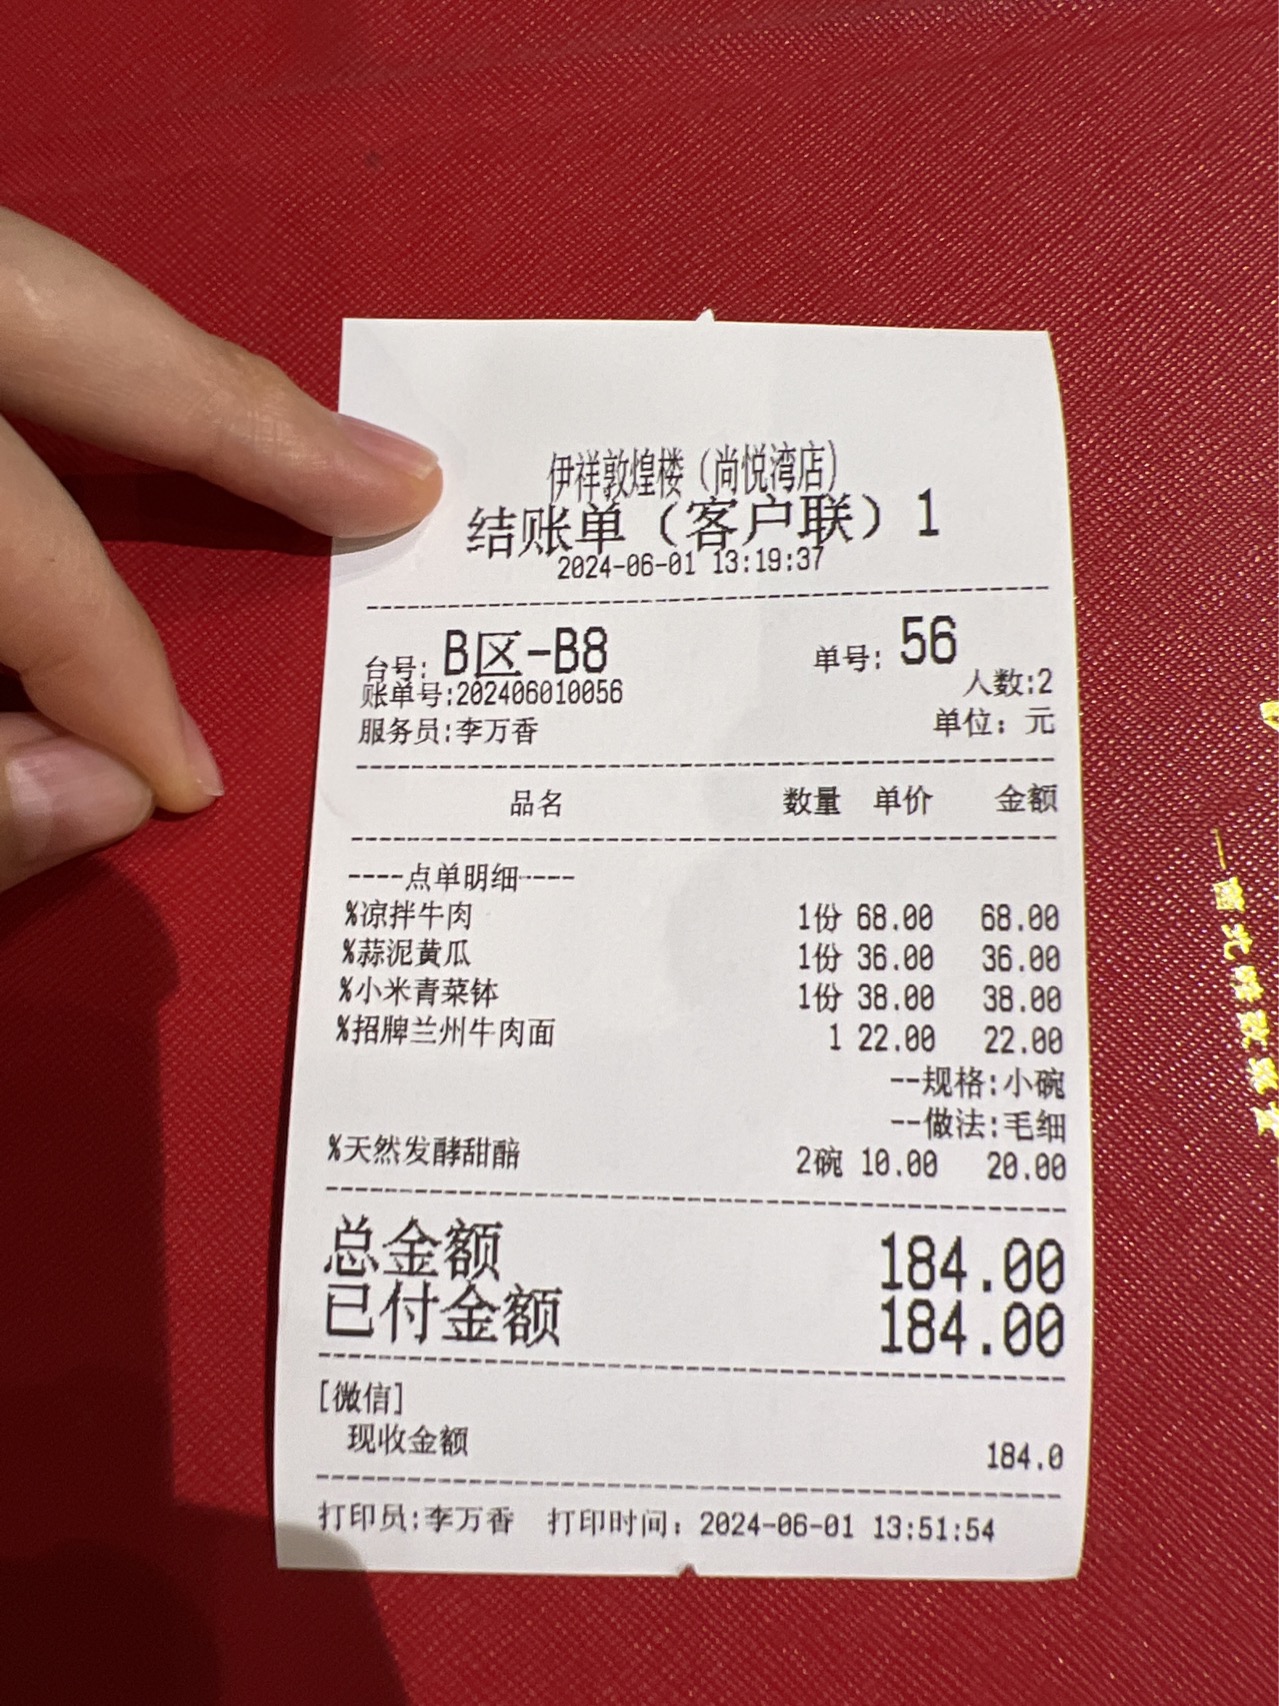 伊祥敦煌楼（尚悦湾店）
结账单（客户联）1
2024-06-01 13:19:37
台号: B区-B8 单号: 56
账单号:202406010056 人数:2
服务员:李万香 单位: 元
品名 数量 单价 金额
----点单明细----
%凉拌牛肉 1份 68.00 68.00
%蒜泥黄瓜 1份 36.00 36.00
%小米青菜钵 1份 38.00 38.00
%招牌兰州牛肉面 1 22.00 22.00
--规格:小碗
--做法:毛细
%天然发酵甜醅 2碗 10.00 20.00
总金额 184.00
已付金额 184.00
[微信]
现收金额 184.0
打印员:李万香 打印时间: 2024-06-01 13:51:54